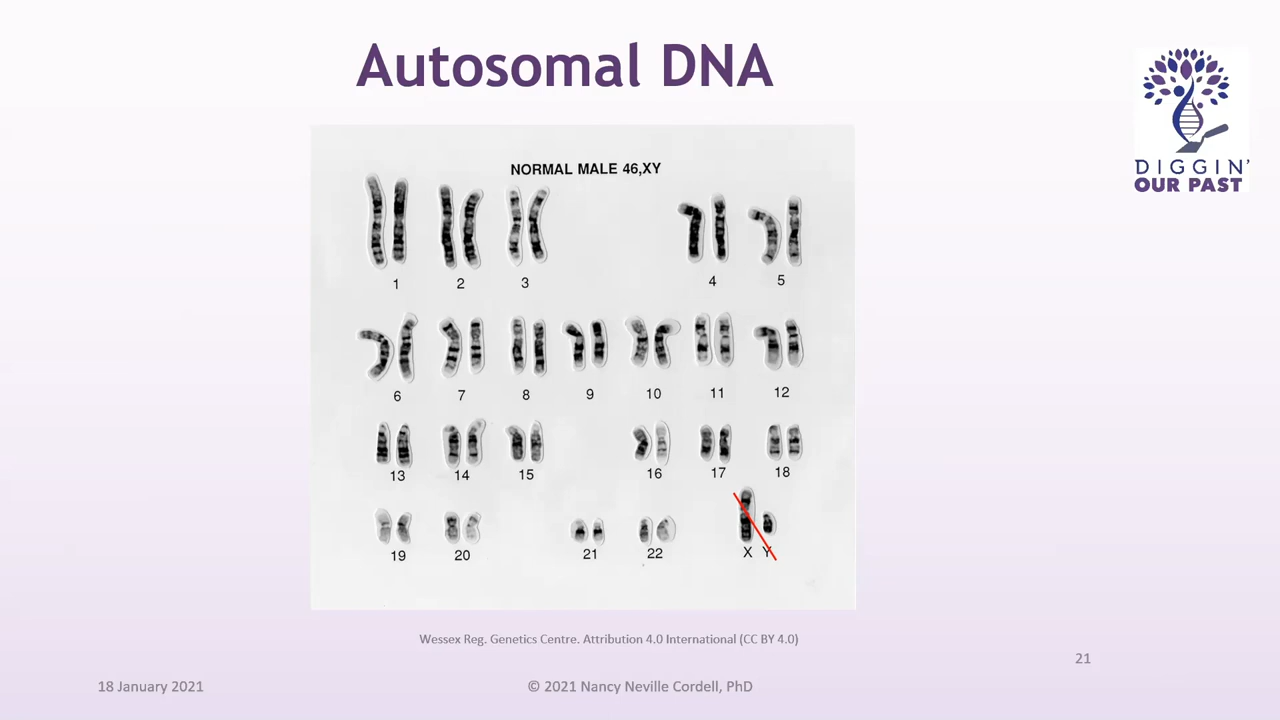 Autosomal DNA
DIGGIN'
OUR PAST
NORMAL MALE 46,XY
1 2 3 4 5
6 7 8 9 10 11 12
13 14 15 16 17 18
19 20 21 22 X Y
Wessex Reg. Genetics Centre. Attribution 4.0 International (CC BY 4.0)
21
18 January 2021
© 2021 Nancy Neville Cordell, PhD